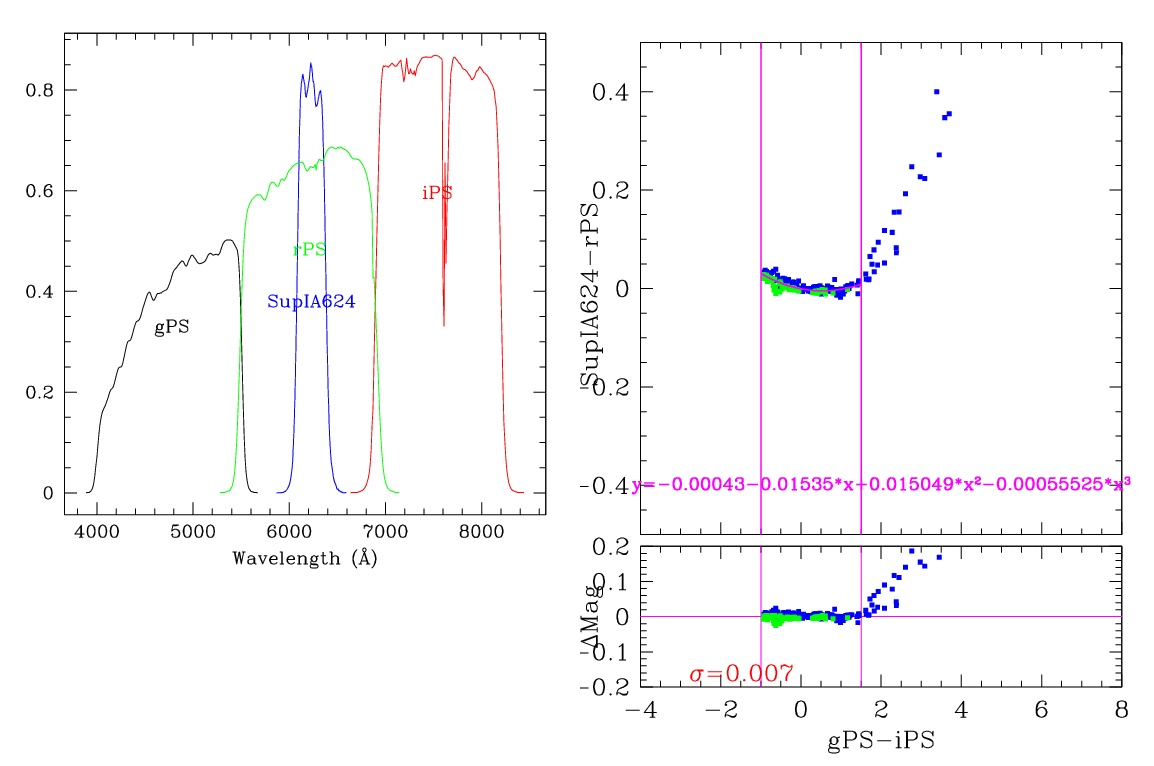 0.8
0.6
0.4
0.2
0
gPS
rPS
SupIA624
iPS
4000 5000 6000 7000 8000
Wavelength (Å)
0.4
0.2
0
-0.2
-0.4
SupIA624-rPS
y=-0.00043-0.01535*x+0.015049*x²-0.00055525*x³
0.2
0.1
0
-0.1
-0.2
ΔMag
σ=0.007
-4 -2 0 2 4 6 8
gPS-iPS